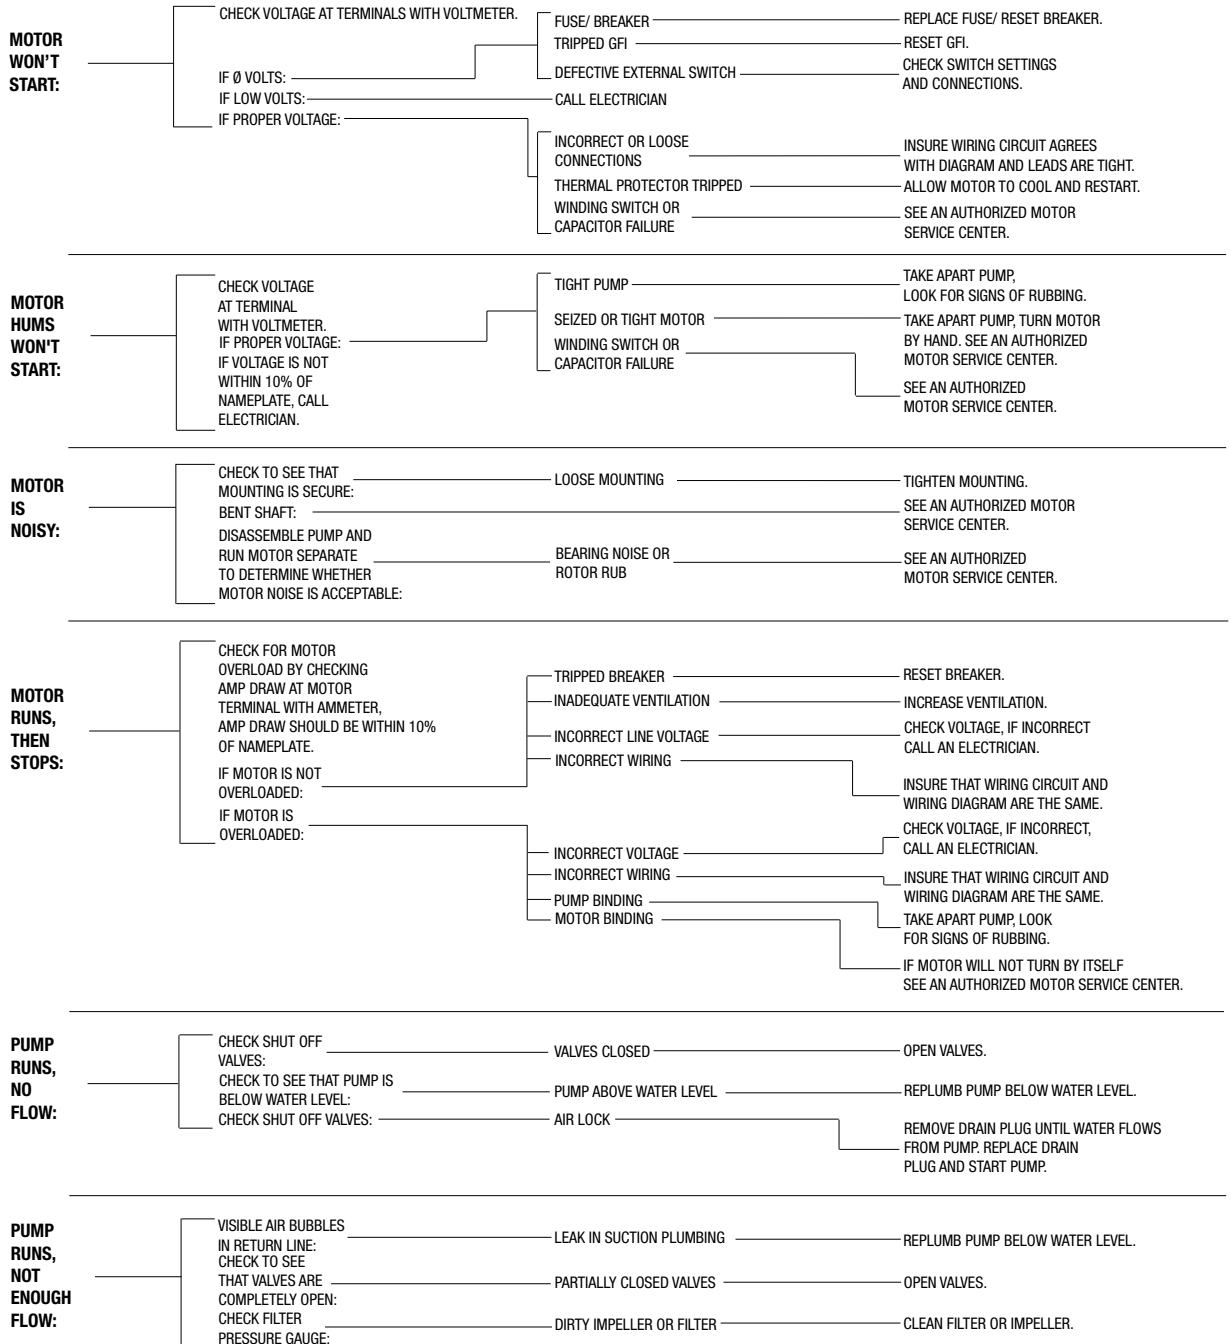 MOTOR
WON'T
START:
CHECK VOLTAGE AT TERMINALS WITH VOLTMETER.
IF Ø VOLTS:
FUSE/ BREAKER
REPLACE FUSE/ RESET BREAKER.
TRIPPED GFI
RESET GFI.
DEFECTIVE EXTERNAL SWITCH
CHECK SWITCH SETTINGS
AND CONNECTIONS.
IF LOW VOLTS:
CALL ELECTRICIAN
IF PROPER VOLTAGE:
INCORRECT OR LOOSE
CONNECTIONS
INSURE WIRING CIRCUIT AGREES
WITH DIAGRAM AND LEADS ARE TIGHT.
THERMAL PROTECTOR TRIPPED
ALLOW MOTOR TO COOL AND RESTART.
WINDING SWITCH OR
CAPACITOR FAILURE
SEE AN AUTHORIZED MOTOR
SERVICE CENTER.
MOTOR
HUMS
WON'T
START:
CHECK VOLTAGE
AT TERMINAL
WITH VOLTMETER.
IF PROPER VOLTAGE:
IF VOLTAGE IS NOT
WITHIN 10% OF
NAMEPLATE, CALL
ELECTRICIAN.
TIGHT PUMP
TAKE APART PUMP,
LOOK FOR SIGNS OF RUBBING.
SEIZED OR TIGHT MOTOR
TAKE APART PUMP, TURN MOTOR
BY HAND. SEE AN AUTHORIZED
MOTOR SERVICE CENTER.
WINDING SWITCH OR
CAPACITOR FAILURE
SEE AN AUTHORIZED
MOTOR SERVICE CENTER.
MOTOR
IS
NOISY:
CHECK TO SEE THAT
MOUNTING IS SECURE:
LOOSE MOUNTING
TIGHTEN MOUNTING.
BENT SHAFT:
SEE AN AUTHORIZED MOTOR
SERVICE CENTER.
DISASSEMBLE PUMP AND
RUN MOTOR SEPARATE
TO DETERMINE WHETHER
MOTOR NOISE IS ACCEPTABLE:
BEARING NOISE OR
ROTOR RUB
SEE AN AUTHORIZED
MOTOR SERVICE CENTER.
MOTOR
RUNS,
THEN
STOPS:
CHECK FOR MOTOR
OVERLOAD BY CHECKING
AMP DRAW AT MOTOR
TERMINAL WITH AMMETER,
AMP DRAW SHOULD BE WITHIN 10%
OF NAMEPLATE.
IF MOTOR IS NOT
OVERLOADED:
TRIPPED BREAKER
RESET BREAKER.
INADEQUATE VENTILATION
INCREASE VENTILATION.
INCORRECT LINE VOLTAGE
CHECK VOLTAGE, IF INCORRECT
CALL AN ELECTRICIAN.
INCORRECT WIRING
INSURE THAT WIRING CIRCUIT AND
WIRING DIAGRAM ARE THE SAME.
IF MOTOR IS
OVERLOADED:
INCORRECT VOLTAGE
CHECK VOLTAGE, IF INCORRECT,
CALL AN ELECTRICIAN.
INCORRECT WIRING
INSURE THAT WIRING CIRCUIT AND
WIRING DIAGRAM ARE THE SAME.
PUMP BINDING
TAKE APART PUMP, LOOK
FOR SIGNS OF RUBBING.
MOTOR BINDING
IF MOTOR WILL NOT TURN BY ITSELF
SEE AN AUTHORIZED MOTOR SERVICE CENTER.
PUMP
RUNS,
NO
FLOW:
CHECK SHUT OFF
VALVES:
VALVES CLOSED
OPEN VALVES.
CHECK TO SEE THAT PUMP IS
BELOW WATER LEVEL:
PUMP ABOVE WATER LEVEL
REPLUMB PUMP BELOW WATER LEVEL.
CHECK SHUT OFF VALVES:
AIR LOCK
REMOVE DRAIN PLUG UNTIL WATER FLOWS
FROM PUMP. REPLACE DRAIN
PLUG AND START PUMP.
PUMP
RUNS,
NOT
ENOUGH
FLOW:
VISIBLE AIR BUBBLES
IN RETURN LINE:
LEAK IN SUCTION PLUMBING
REPLUMB PUMP BELOW WATER LEVEL.
CHECK TO SEE
THAT VALVES ARE
COMPLETELY OPEN:
PARTIALLY CLOSED VALVES
OPEN VALVES.
CHECK FILTER
PRESSURE GAUGE:
DIRTY IMPELLER OR FILTER
CLEAN FILTER OR IMPELLER.